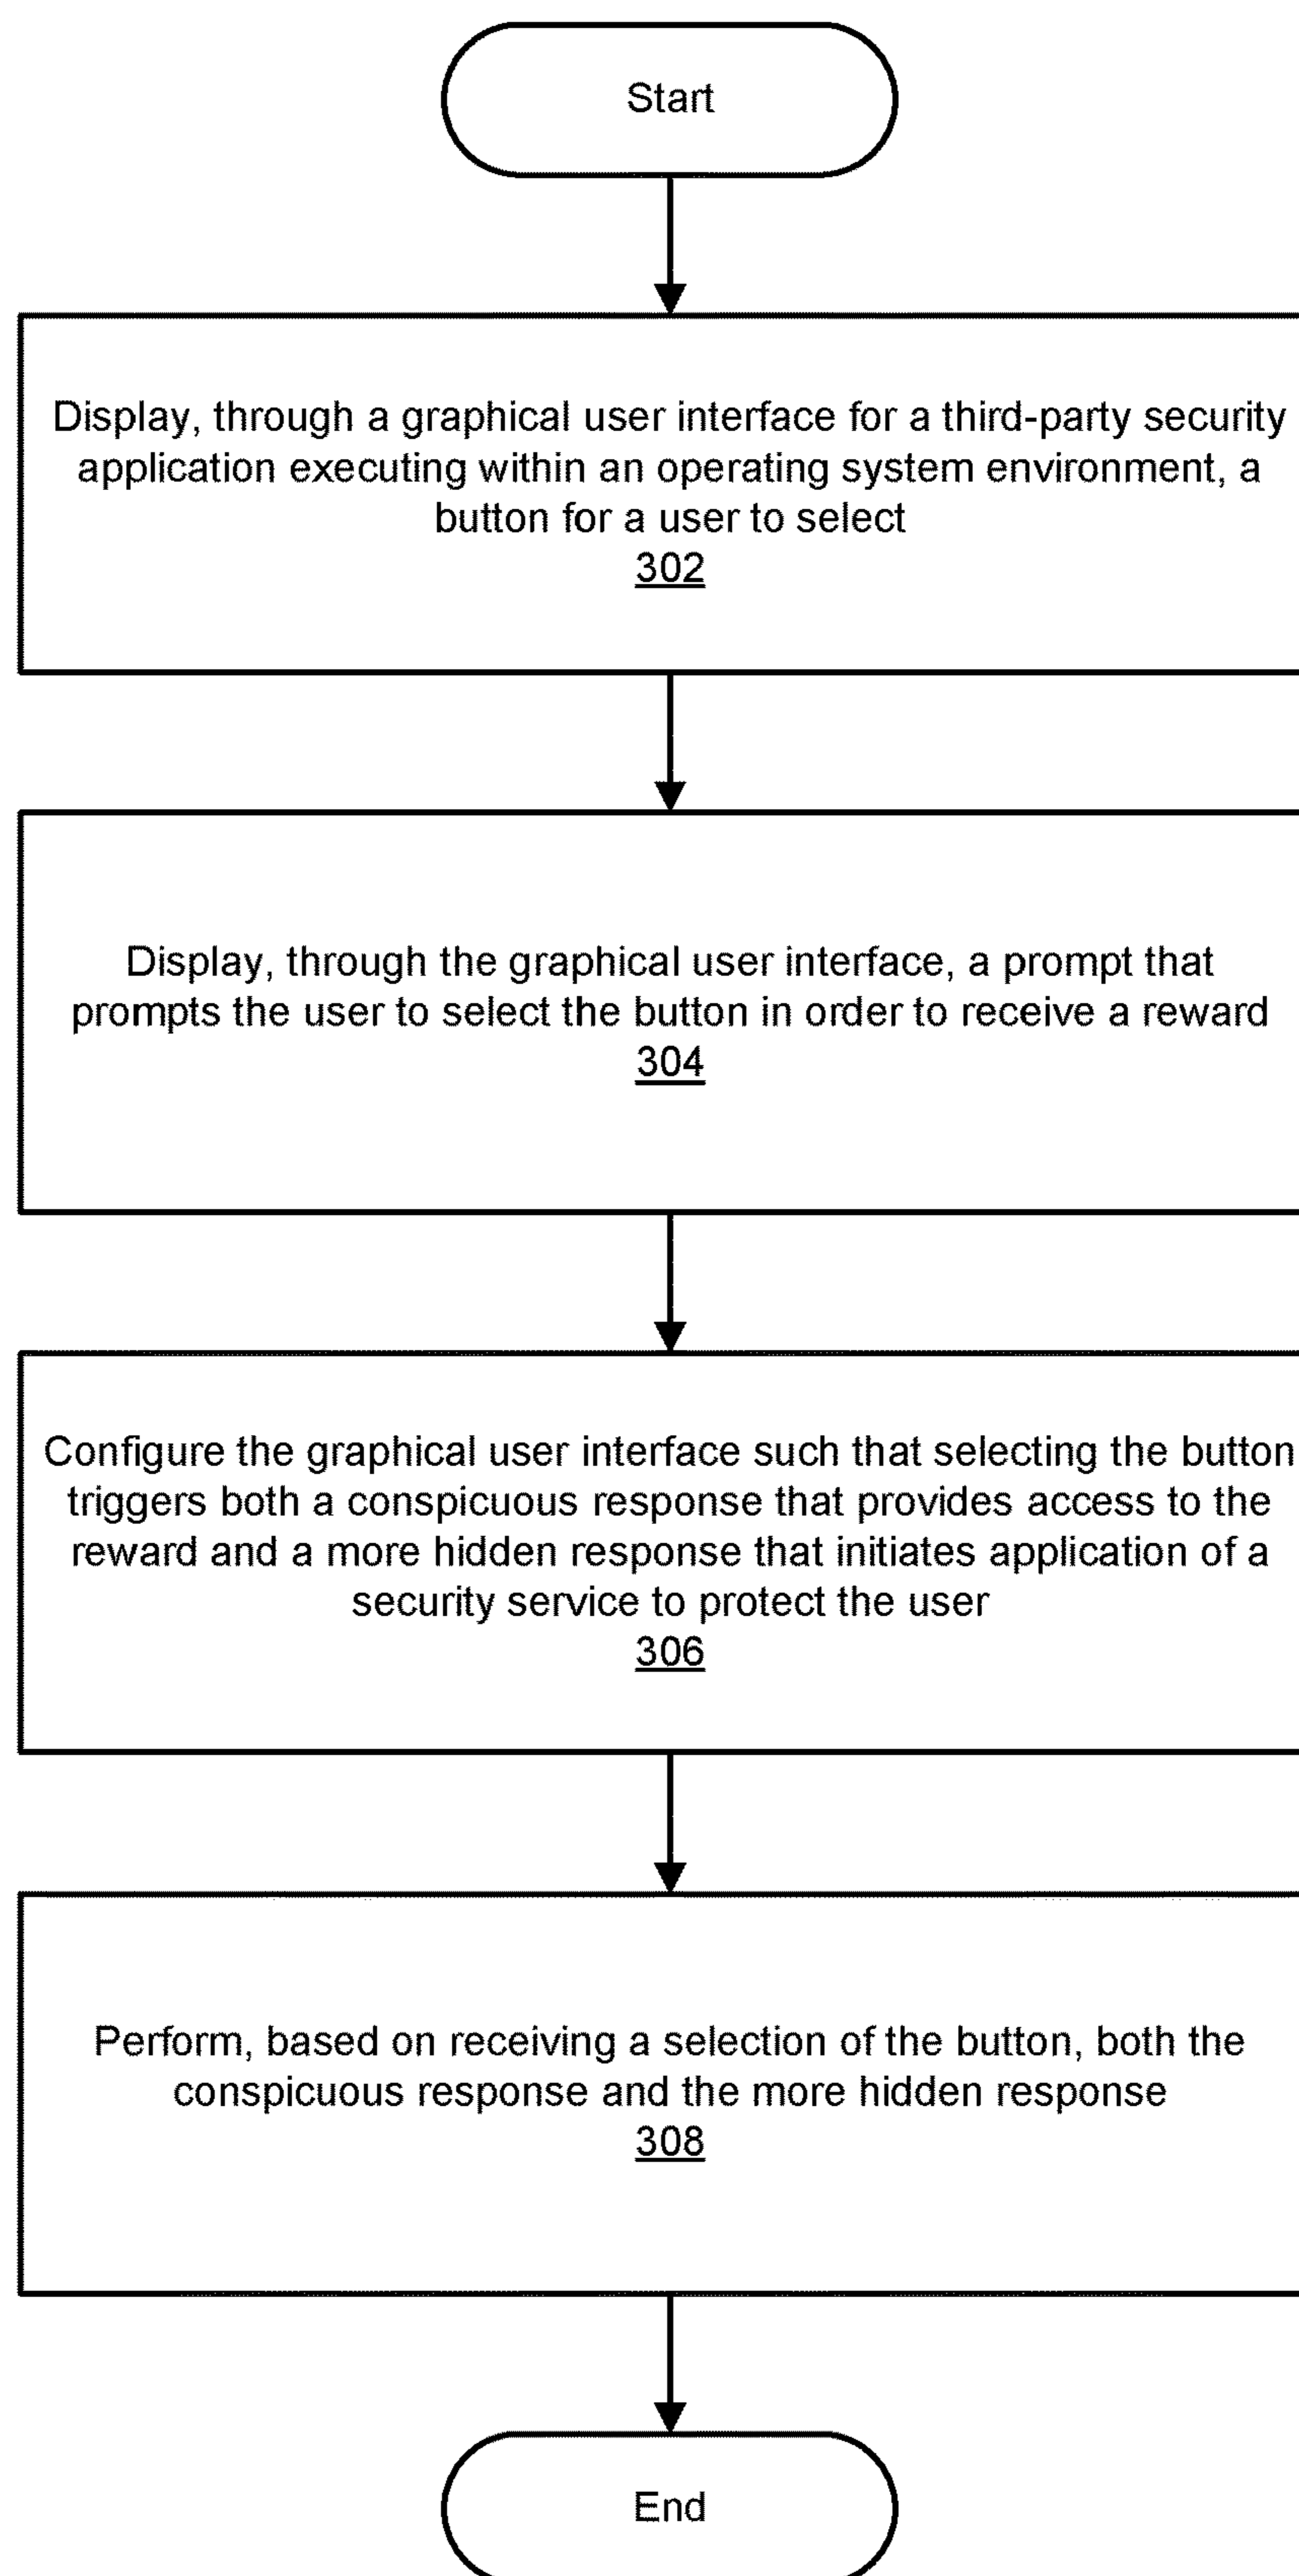 Start
Display, through a graphical user interface for a third-party security
application executing within an operating system environment, a
button for a user to select
302
Display, through the graphical user interface, a prompt that
prompts the user to select the button in order to receive a reward
304
Configure the graphical user interface such that selecting the button
triggers both a conspicuous response that provides access to the
reward and a more hidden response that initiates application of a
security service to protect the user
306
Perform, based on receiving a selection of the button, both the
conspicuous response and the more hidden response
308
End